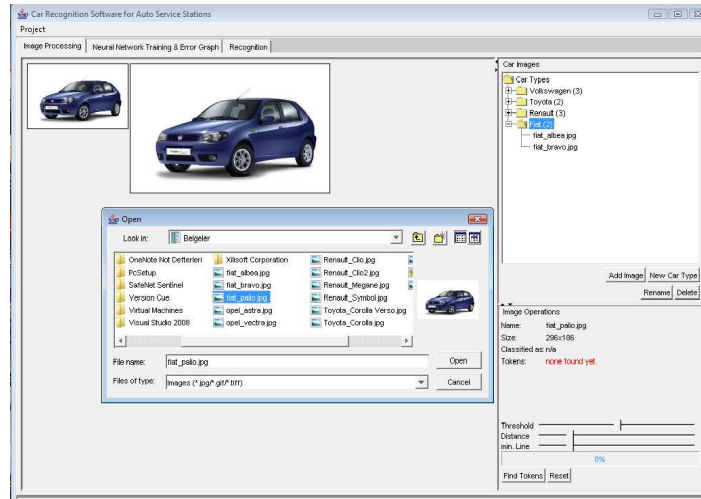 Car Recognition Software for Auto Service Stations
Project
Image Processing Neural Network Training & Error Graph Recognition
Car Images
Car Types
Volkswagen (3)
Toyota (2)
Renault (3)
Fiat (2)
fiat_albea.jpg
fiat_bravo.jpg
Add Image New Car Type
Rename Delete
Image Operations
Name: fiat_palio.jpg
Size: 296x186
Classified as: n/a
Tokens: none found yet.
Threshold
Distance
min. Line
0%
Find Tokens Reset
Open
Look in: Belgeler
OneNote Not Defterleri Xilisoft Corporation Renault_Clio.jpg
PcSetup fiat_albea.jpg Renault_Clio2.jpg
SafeNet Sentinel fiat_bravo.jpg Renault_Megane.jpg
Version Cue fiat_palio.jpg Renault_Symbol.jpg
Virtual Machines opel_astra.jpg Toyota_Corolla Verso.jpg
Visual Studio 2008 opel_vectra.jpg Toyota_Corolla.jpg
File name: fiat_palio.jpg Open
Files of type: Images (*.jpg/*.gif/*.tiff) Cancel